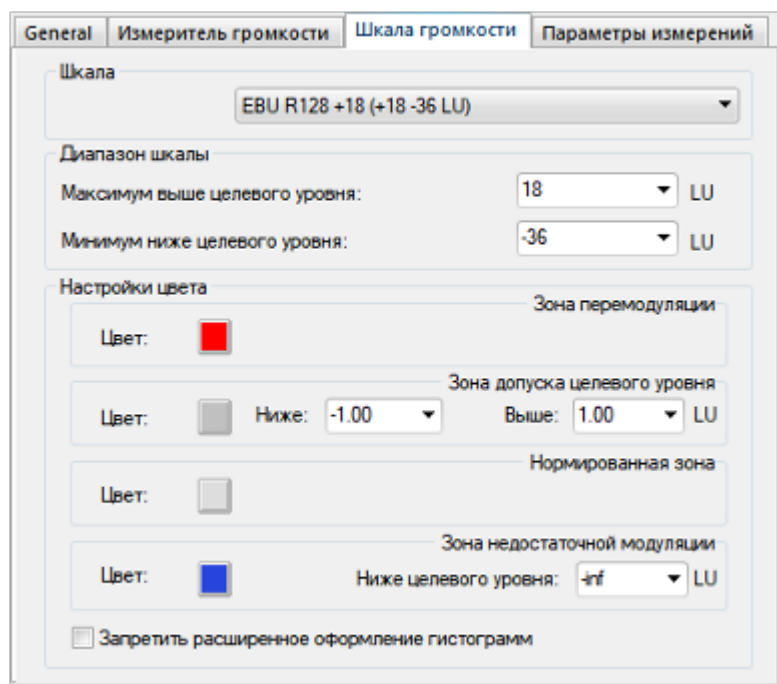 General Измеритель громкости Шкала громкости Параметры измерений
Шкала
EBU R128 +18 (+18 -36 LU)
Диапазон шкалы
Максимум выше целевого уровня: 18 LU
Минимум ниже целевого уровня: -36 LU
Настройки цвета
Зона перемодуляции
Цвет:
Зона допуска целевого уровня
Цвет: Ниже: -1.00 Выше: 1.00 LU
Нормированная зона
Цвет:
Зона недостаточной модуляции
Цвет: Ниже целевого уровня: -inf LU
Запретить расширенное оформление гистограмм